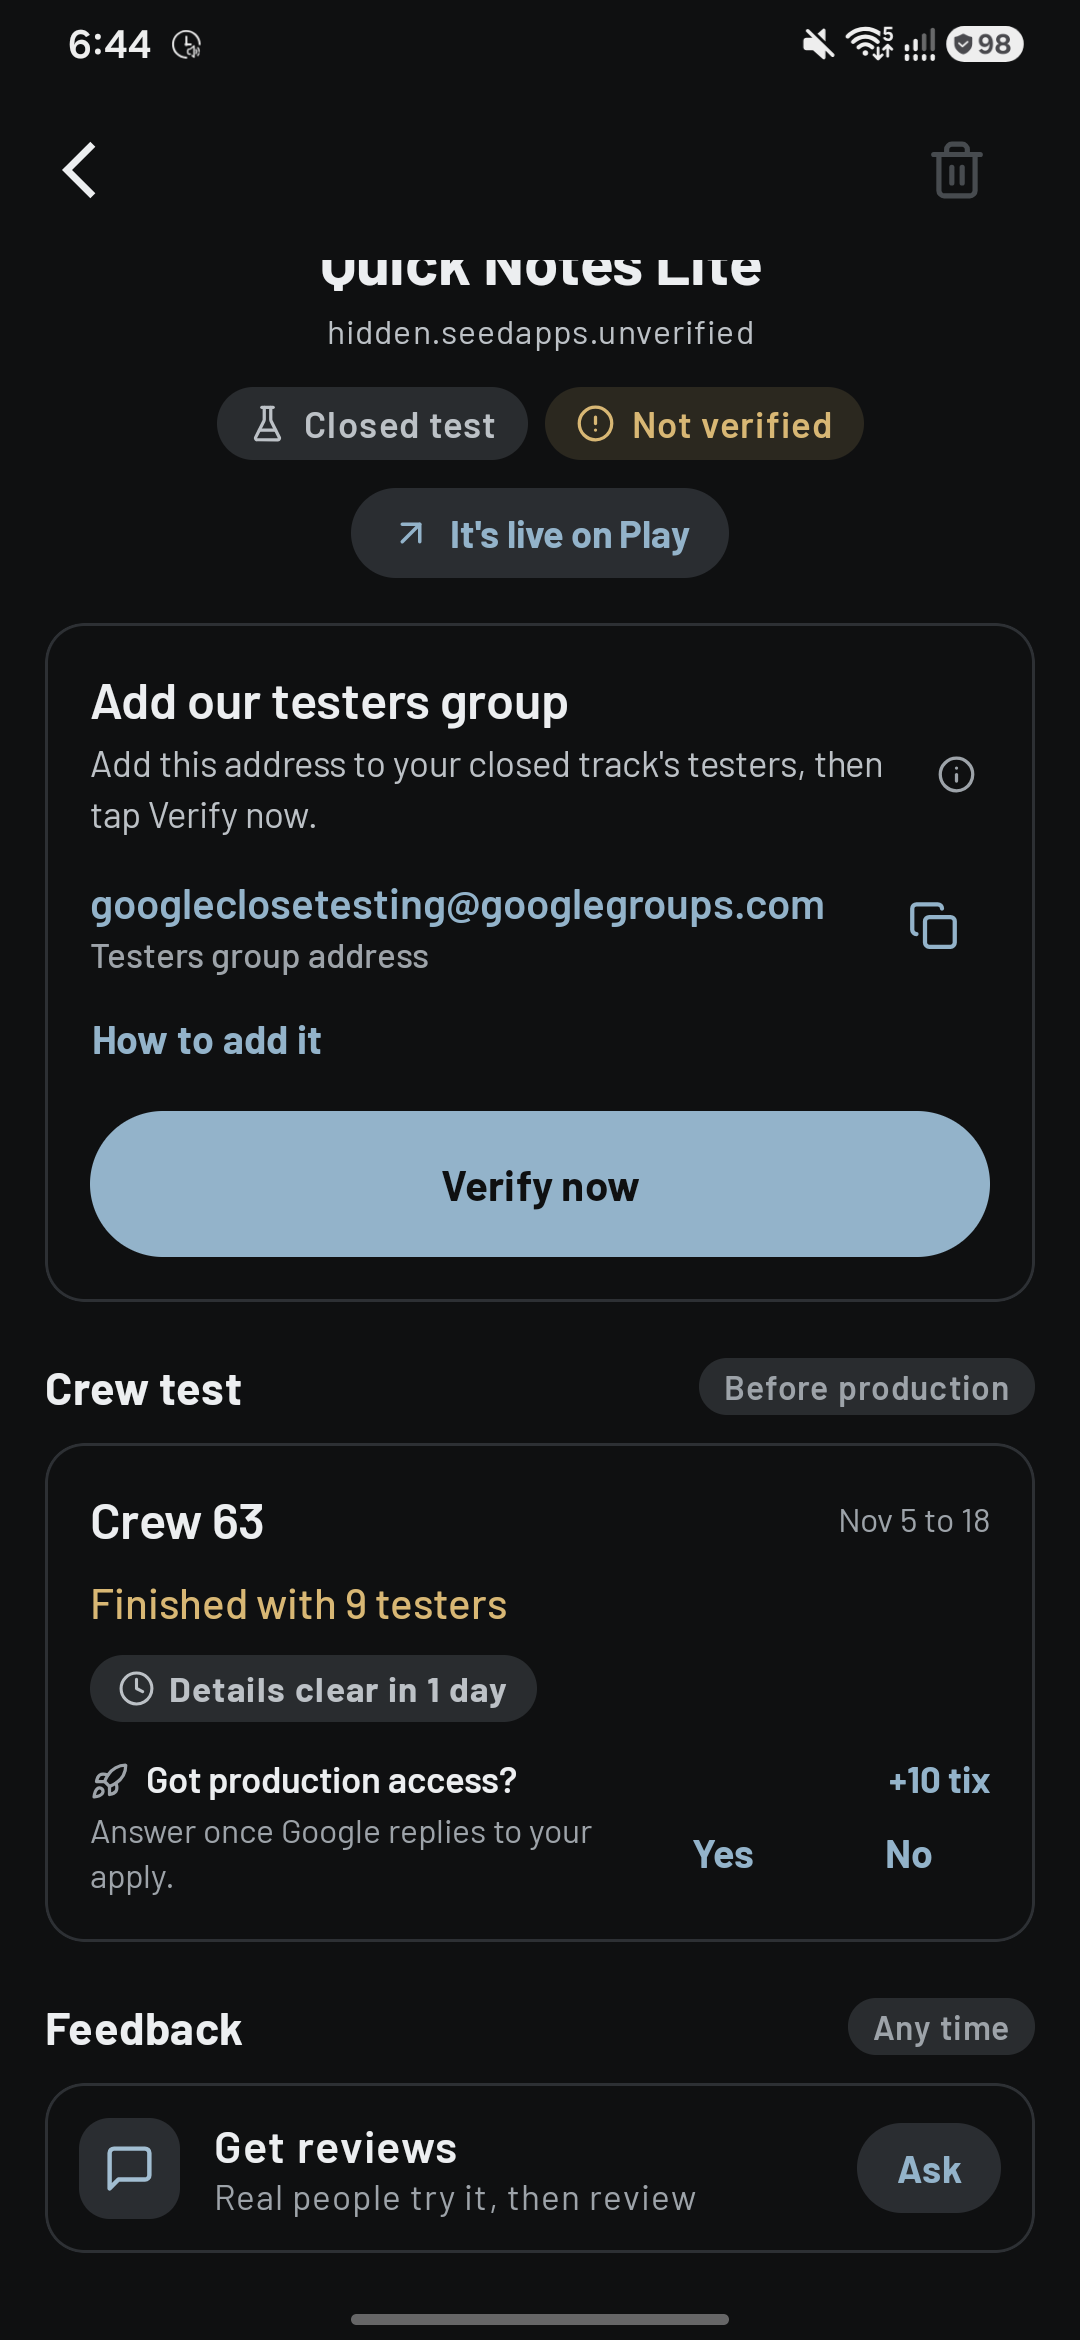 6:44
5
98
Quick Notes Lite
hidden.seedapps.unverified
Closed test
Not verified
It's live on Play
Add our testers group
Add this address to your closed track's testers, then
tap Verify now.
googleclosetesting@googlegroups.com
Testers group address
How to add it
Verify now
Crew test
Before production
Crew 63
Nov 5 to 18
Finished with 9 testers
Details clear in 1 day
Got production access?
+10 tix
Answer once Google replies to your
apply.
Yes
No
Feedback
Any time
Get reviews
Real people try it, then review
Ask